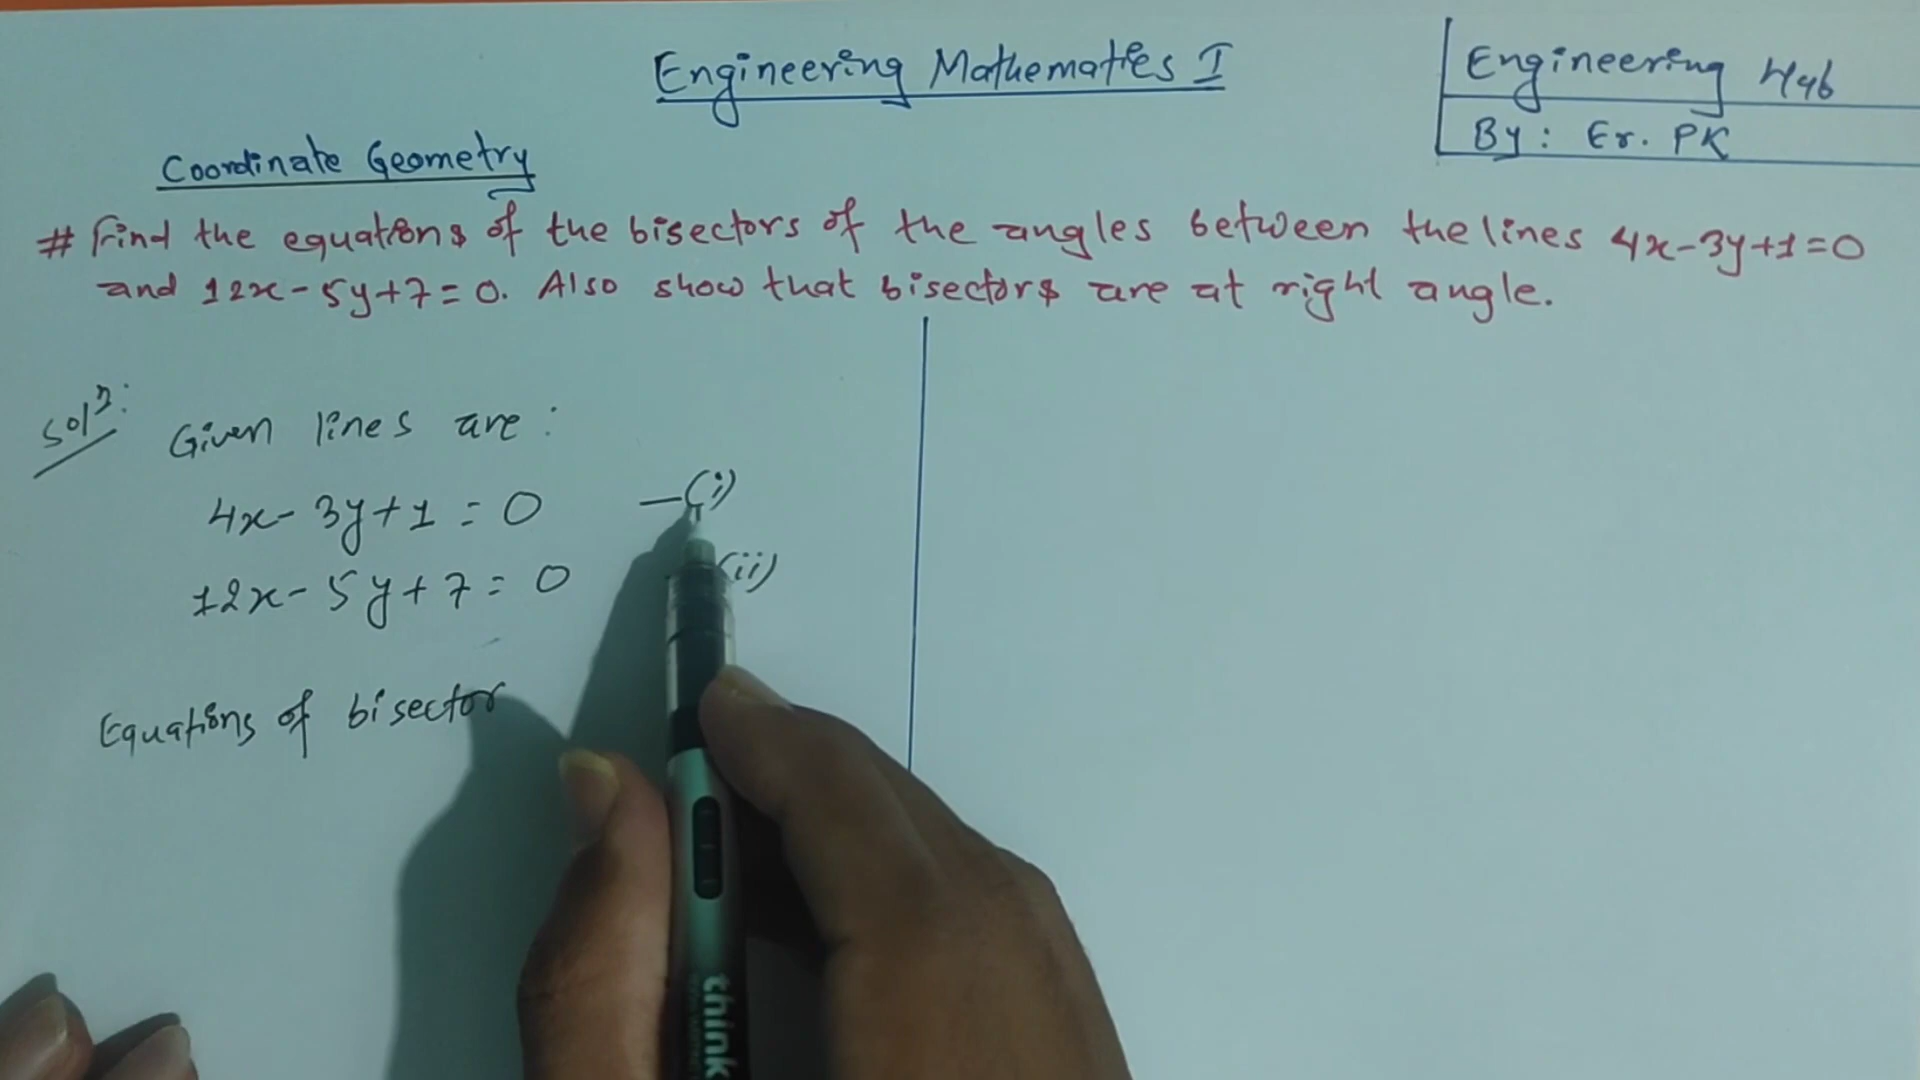 Engineering Mathematics I
Engineering Hub
By: Er. PK
Coordinate Geometry
# Find the equations of the bisectors of the angles between the lines 4x-3y+1=0
and 12x-5y+7=0. Also show that bisectors are at right angle.
Solⁿ:
Given lines are:
4x-3y+1=0 —(i)
12x-5y+7=0 (ii)
Equations of bisector
think